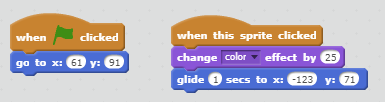 when clicked
go to x: 61 y: 91
when this sprite clicked
change color effect by 25
glide 1 secs to x: -123 y: 71